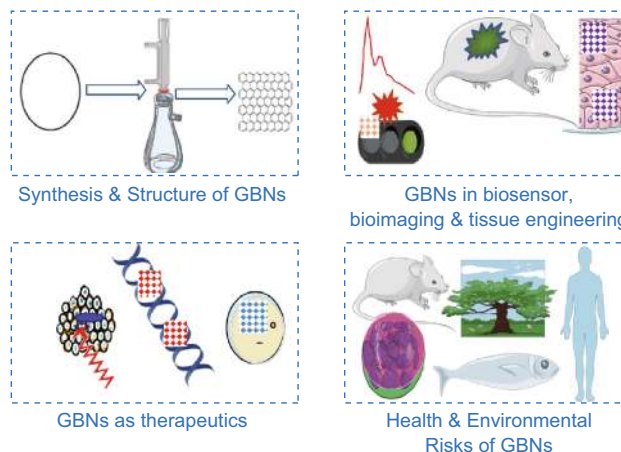 Synthesis & Structure of GBNs
GBNs in biosensor,
bioimaging & tissue engineering
GBNs as therapeutics
Health & Environmental
Risks of GBNs